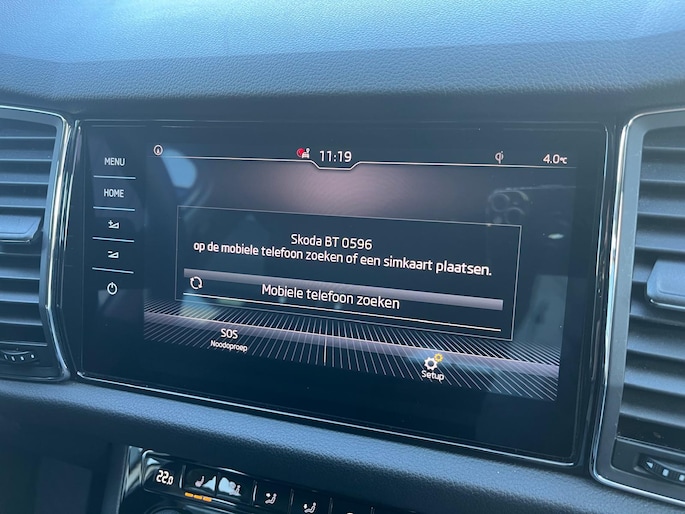 MENU
HOME
11:19
4.0°C
Skoda BT 0596
op de mobiele telefoon zoeken of een simkaart plaatsen.
Mobiele telefoon zoeken
SOS
Noodoproep
Setup
22.0